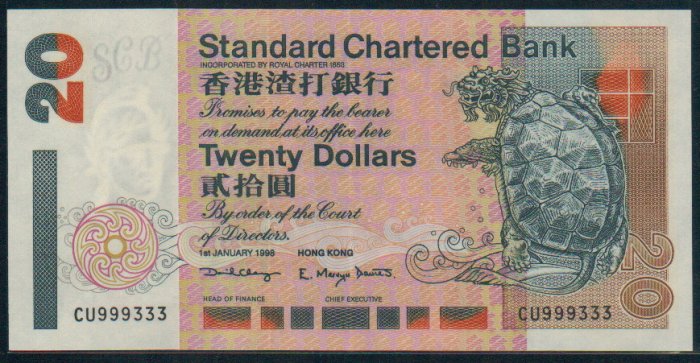 20
SCB
Standard Chartered Bank
INCORPORATED BY ROYAL CHARTER 1853
香港渣打銀行
Promises to pay the bearer
on demand at its office here
Twenty Dollars
貳拾圓
By order of the Court
of Directors.
1st JANUARY 1998 HONG KONG
HEAD OF FINANCE CHIEF EXECUTIVE
CU999333 CU999333
20